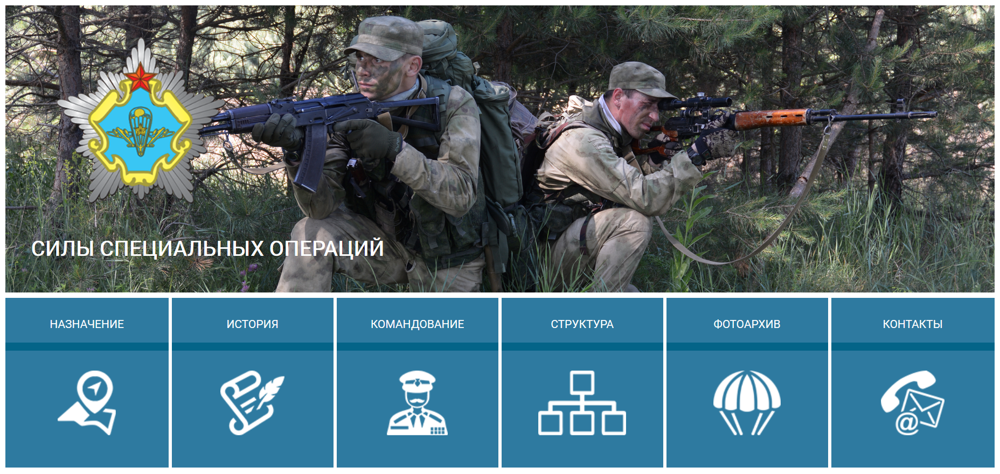 СИЛЫ СПЕЦИАЛЬНЫХ ОПЕРАЦИЙ
НАЗНАЧЕНИЕ
ИСТОРИЯ
КОМАНДОВАНИЕ
СТРУКТУРА
ФОТОАРХИВ
КОНТАКТЫ
@